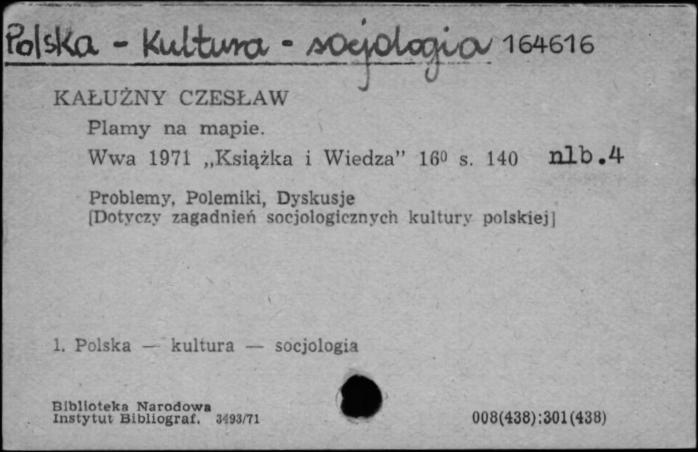 Polska - Kultura - socjologia 164616
KAŁUŻNY CZESŁAW
Plamy na mapie.
Wwa 1971 „Książka i Wiedza” 16⁰ s. 140 nlb.4
Problemy, Polemiki, Dyskusje
[Dotyczy zagadnień socjologicznych kultury polskiej]
1. Polska — kultura — socjologia
Biblioteka Narodowa
Instytut Bibliograf. 3493/71
008(438):301(438)